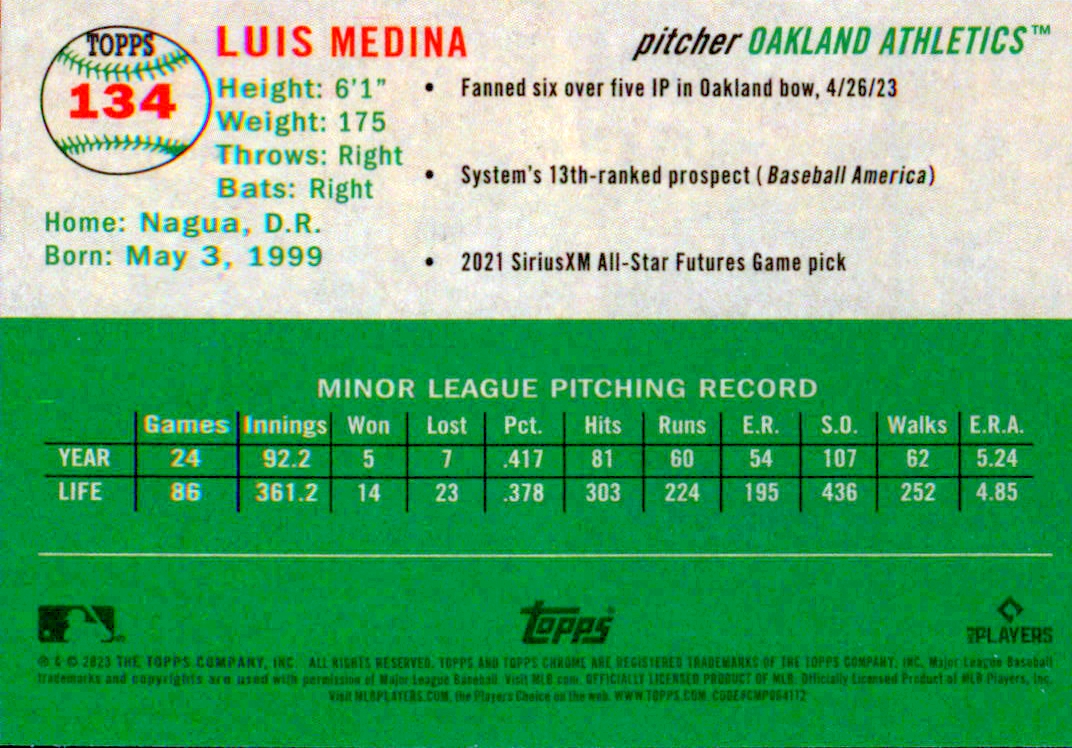 TOPPS
134
LUIS MEDINA
pitcher OAKLAND ATHLETICS™
Height: 6'1"
Weight: 175
Throws: Right
Bats: Right
Home: Nagua, D.R.
Born: May 3, 1999
• Fanned six over five IP in Oakland bow, 4/26/23
• System's 13th-ranked prospect (Baseball America)
• 2021 SiriusXM All-Star Futures Game pick
MINOR LEAGUE PITCHING RECORD
Games Innings Won Lost Pct. Hits Runs E.R. S.O. Walks E.R.A.
YEAR 24 92.2 5 7 .417 81 60 54 107 62 5.24
LIFE 86 361.2 14 23 .378 303 224 195 436 252 4.85
Topps
PLAYERS
® & © 2023 THE TOPPS COMPANY, INC. ALL RIGHTS RESERVED. TOPPS AND TOPPS CHROME ARE REGISTERED TRADEMARKS OF THE TOPPS COMPANY, INC. Major League Baseball
trademarks and copyrights are used with permission of Major League Baseball. Visit MLB.com. OFFICIALLY LICENSED PRODUCT OF MLB Officially Licensed Product of MLB Players, Inc.
Visit MLBPLAYERS.COM, the Players Choice on the web. WWW.TOPPS.COM